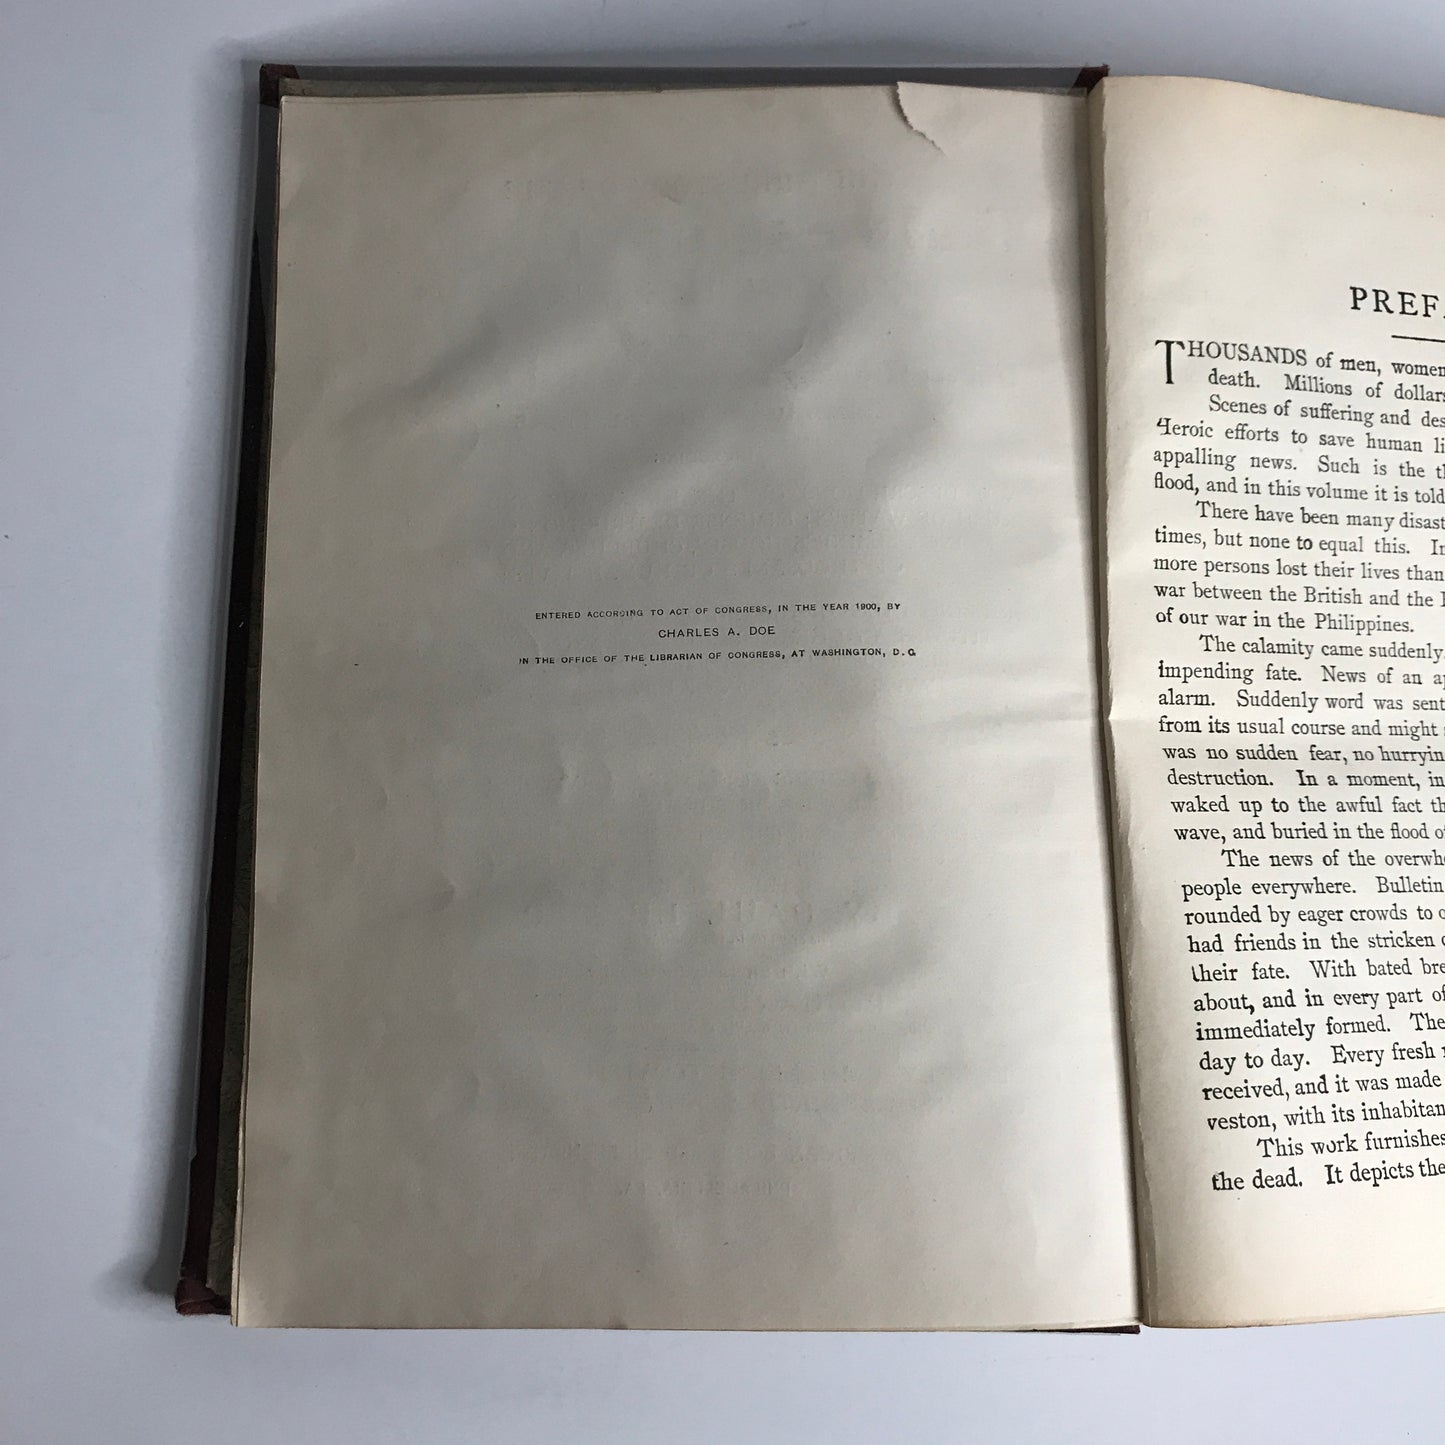 ENTERED ACCORDING TO ACT OF CONGRESS, IN THE YEAR 1900, BY
CHARLES A. DOE
IN THE OFFICE OF THE LIBRARIAN OF CONGRESS, AT WASHINGTON, D. C.
PREFA
THOUSANDS of men, women
death. Millions of dollars
Scenes of suffering and des
Heroic efforts to save human li
appalling news. Such is the th
flood, and in this volume it is told
There have been many disast
times, but none to equal this. In
more persons lost their lives than
war between the British and the
of our war in the Philippines.
The calamity came suddenly.
impending fate. News of an ap
alarm. Suddenly word was sent
from its usual course and might
was no sudden fear, no hurryin
destruction. In a moment, in
waked up to the awful fact th
wave, and buried in the flood of
The news of the overwhe
people everywhere. Bulletin
rounded by eager crowds to
had friends in the stricken
their fate. With bated bre
about, and in every part of
immediately formed. The
day to day. Every fresh
received, and it was made
veston, with its inhabitan
This work furnishes
the dead. It depicts the